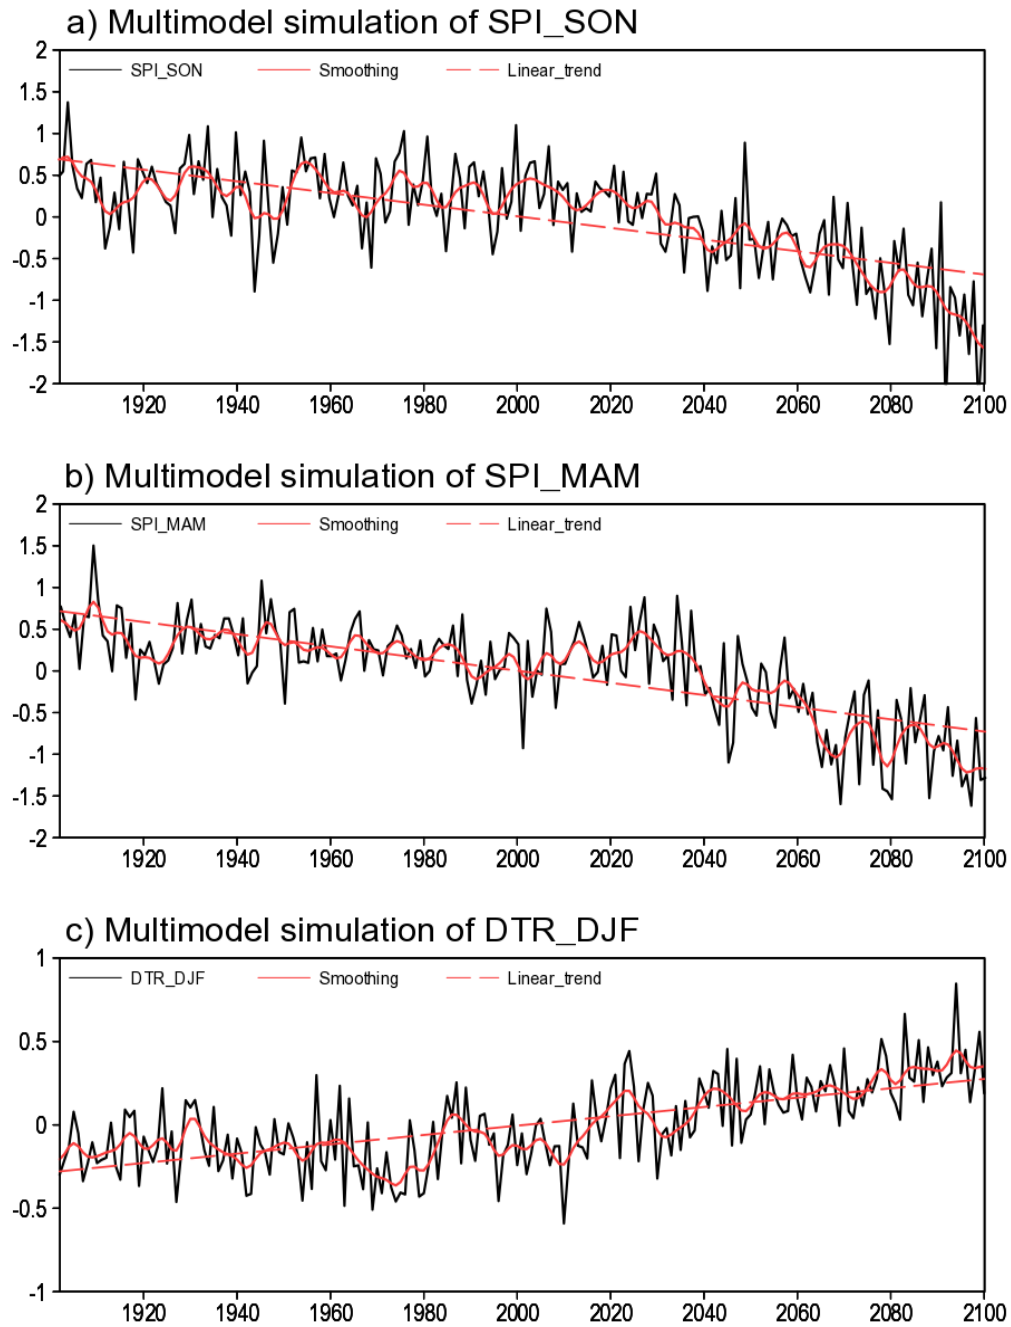 a) Multimodel simulation of SPI_SON
2
SPI_SON Smoothing Linear_trend
1.5
1
0.5
0
-0.5
-1
-1.5
-2
1920 1940 1960 1980 2000 2020 2040 2060 2080 2100
b) Multimodel simulation of SPI_MAM
2
SPI_MAM Smoothing Linear_trend
1.5
1
0.5
0
-0.5
-1
-1.5
-2
1920 1940 1960 1980 2000 2020 2040 2060 2080 2100
c) Multimodel simulation of DTR_DJF
1
DTR_DJF Smoothing Linear_trend
0.5
0
-0.5
-1
1920 1940 1960 1980 2000 2020 2040 2060 2080 2100